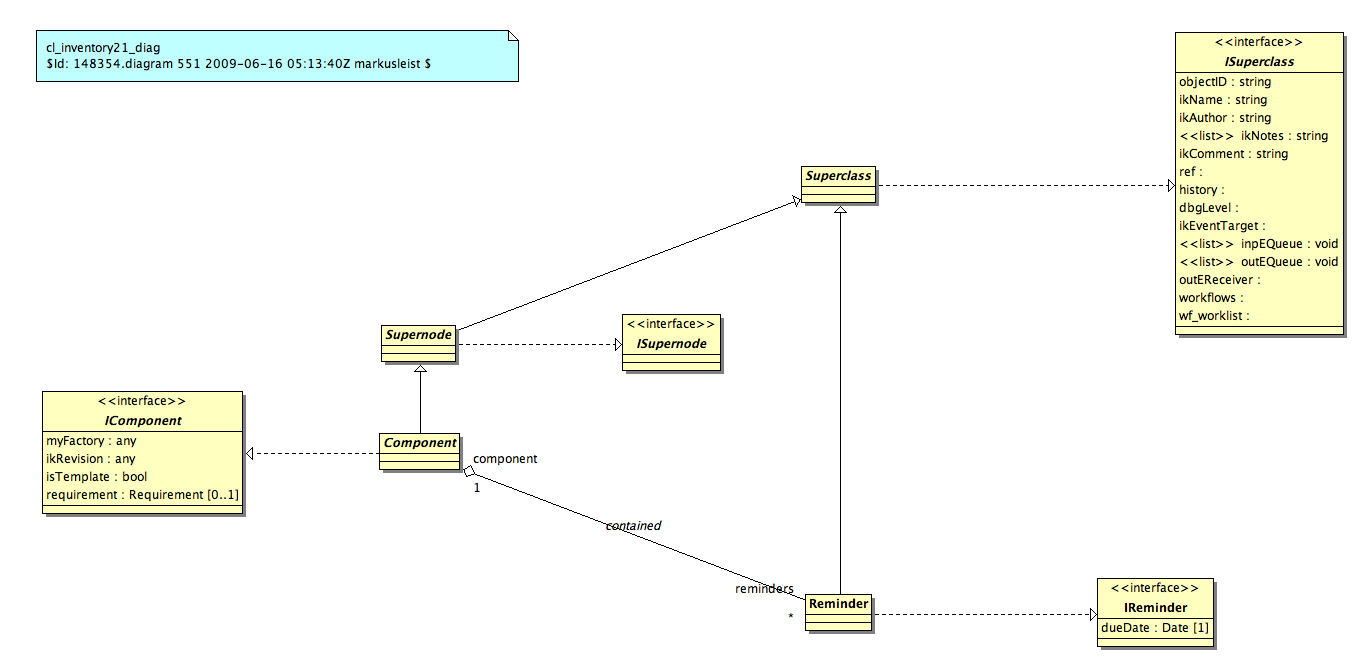 cl_inventory21_diag
$Id: 148354.diagram 551 2009-06-16 05:13:40Z markusleist $
<<interface>>
ISuperclass
objectID : string
ikName : string
ikAuthor : string
<<list>> ikNotes : string
ikComment : string
ref :
history :
dbgLevel :
ikEventTarget :
<<list>> inpEQueue : void
<<list>> outEQueue : void
outEReceiver :
workflows :
wf_worklist :
Superclass
Supernode
<<interface>>
ISupernode
<<interface>>
IComponent
myFactory : any
ikRevision : any
isTemplate : bool
requirement : Requirement [0..1]
Component
component
1
contained
reminders
*
Reminder
<<interface>>
IReminder
dueDate : Date [1]